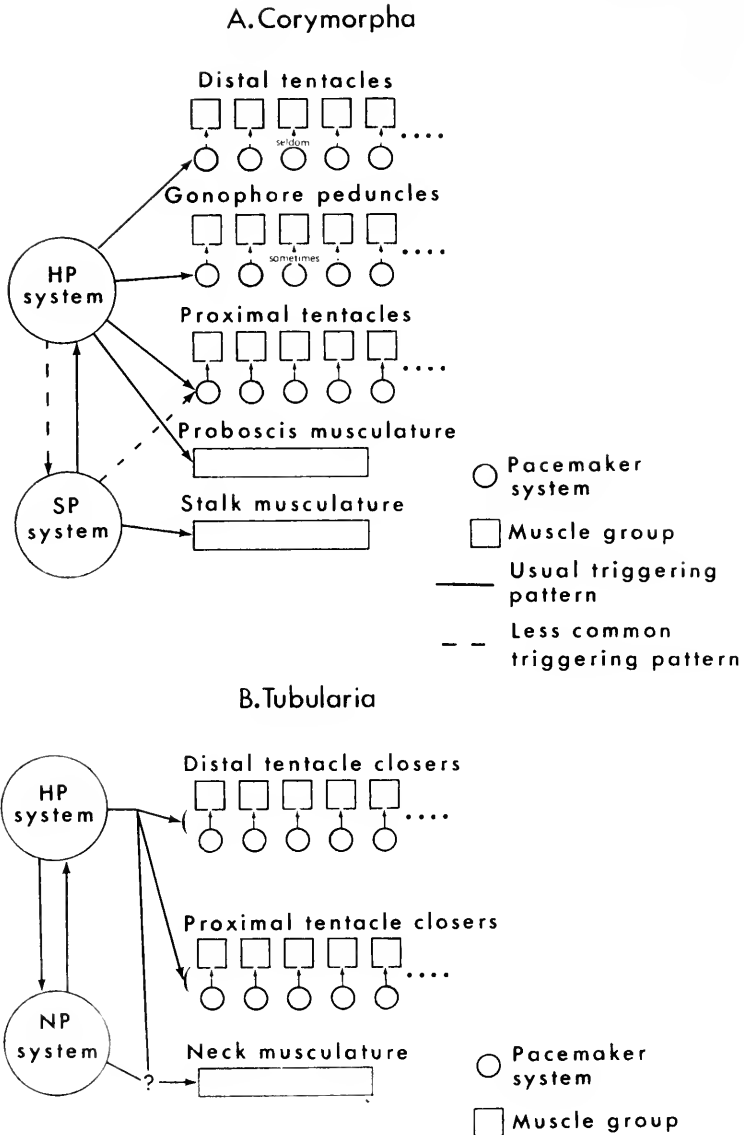 A. Corymorpha
Distal tentacles
seldom
Gonophore peduncles
sometimes
HP
system
Proximal tentacles
Proboscis musculature
SP
system
Stalk musculature
Pacemaker
system
Muscle group
Usual triggering
pattern
Less common
triggering pattern
B. Tubularia
Distal tentacle closers
HP
system
Proximal tentacle closers
NP
system
Neck musculature
?
Pacemaker
system
Muscle group